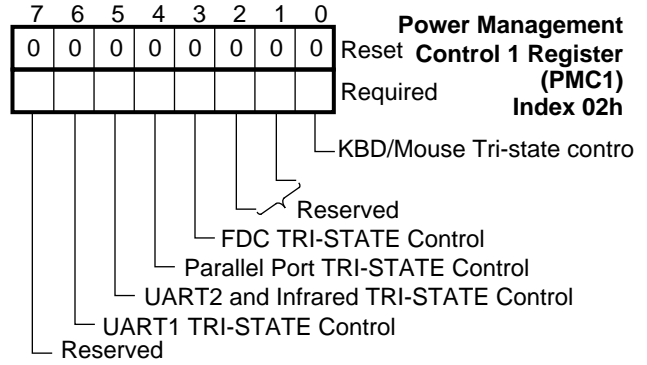 7 6 5 4 3 2 1 0
0 0 0 0 0 0 0 0 Reset
Required
Power Management
Control 1 Register
(PMC1)
Index 02h
KBD/Mouse Tri-state contro
Reserved
FDC TRI-STATE Control
Parallel Port TRI-STATE Control
UART2 and Infrared TRI-STATE Control
UART1 TRI-STATE Control
Reserved